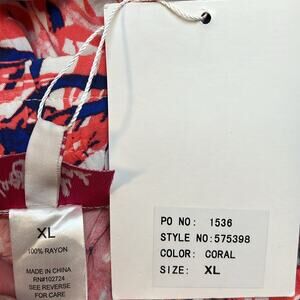 XL
100% RAYON
MADE IN CHINA
RN#102724
SEE REVERSE
FOR CARE
PO NO: 1536
STYLE NO:575398
COLOR: CORAL
SIZE: XL